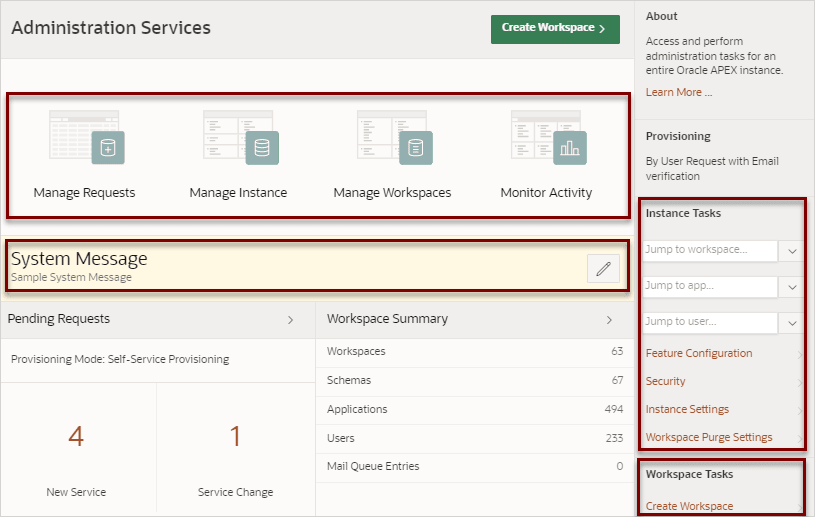 Administration Services
Create Workspace
Manage Requests
Manage Instance
Manage Workspaces
Monitor Activity
System Message
Sample System Message
Pending Requests
Provisioning Mode: Self-Service Provisioning
4
New Service
1
Service Change
Workspace Summary
Workspaces 63
Schemas 67
Applications 494
Users 233
Mail Queue Entries 0
About
Access and perform
administration tasks for an
entire Oracle APEX instance.
Learn More ...
Provisioning
By User Request with Email
verification
Instance Tasks
Jump to workspace...
Jump to app...
Jump to user...
Feature Configuration
Security
Instance Settings
Workspace Purge Settings
Workspace Tasks
Create Workspace